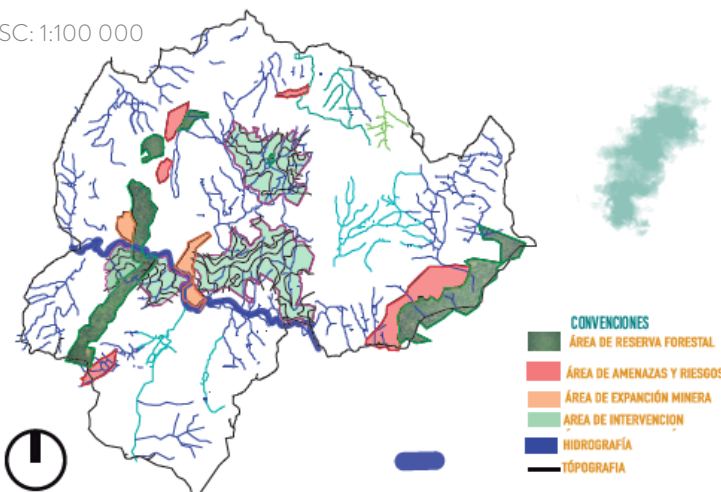 SC: 1:100 000
CONVENCIONES
ÁREA DE RESERVA FORESTAL
ÁREA DE AMENAZAS Y RIESGOS
ÁREA DE EXPANCIÓN MINERA
AREA DE INTERVENCION
HIDROGRAFÍA
TÓPOGRAFIA